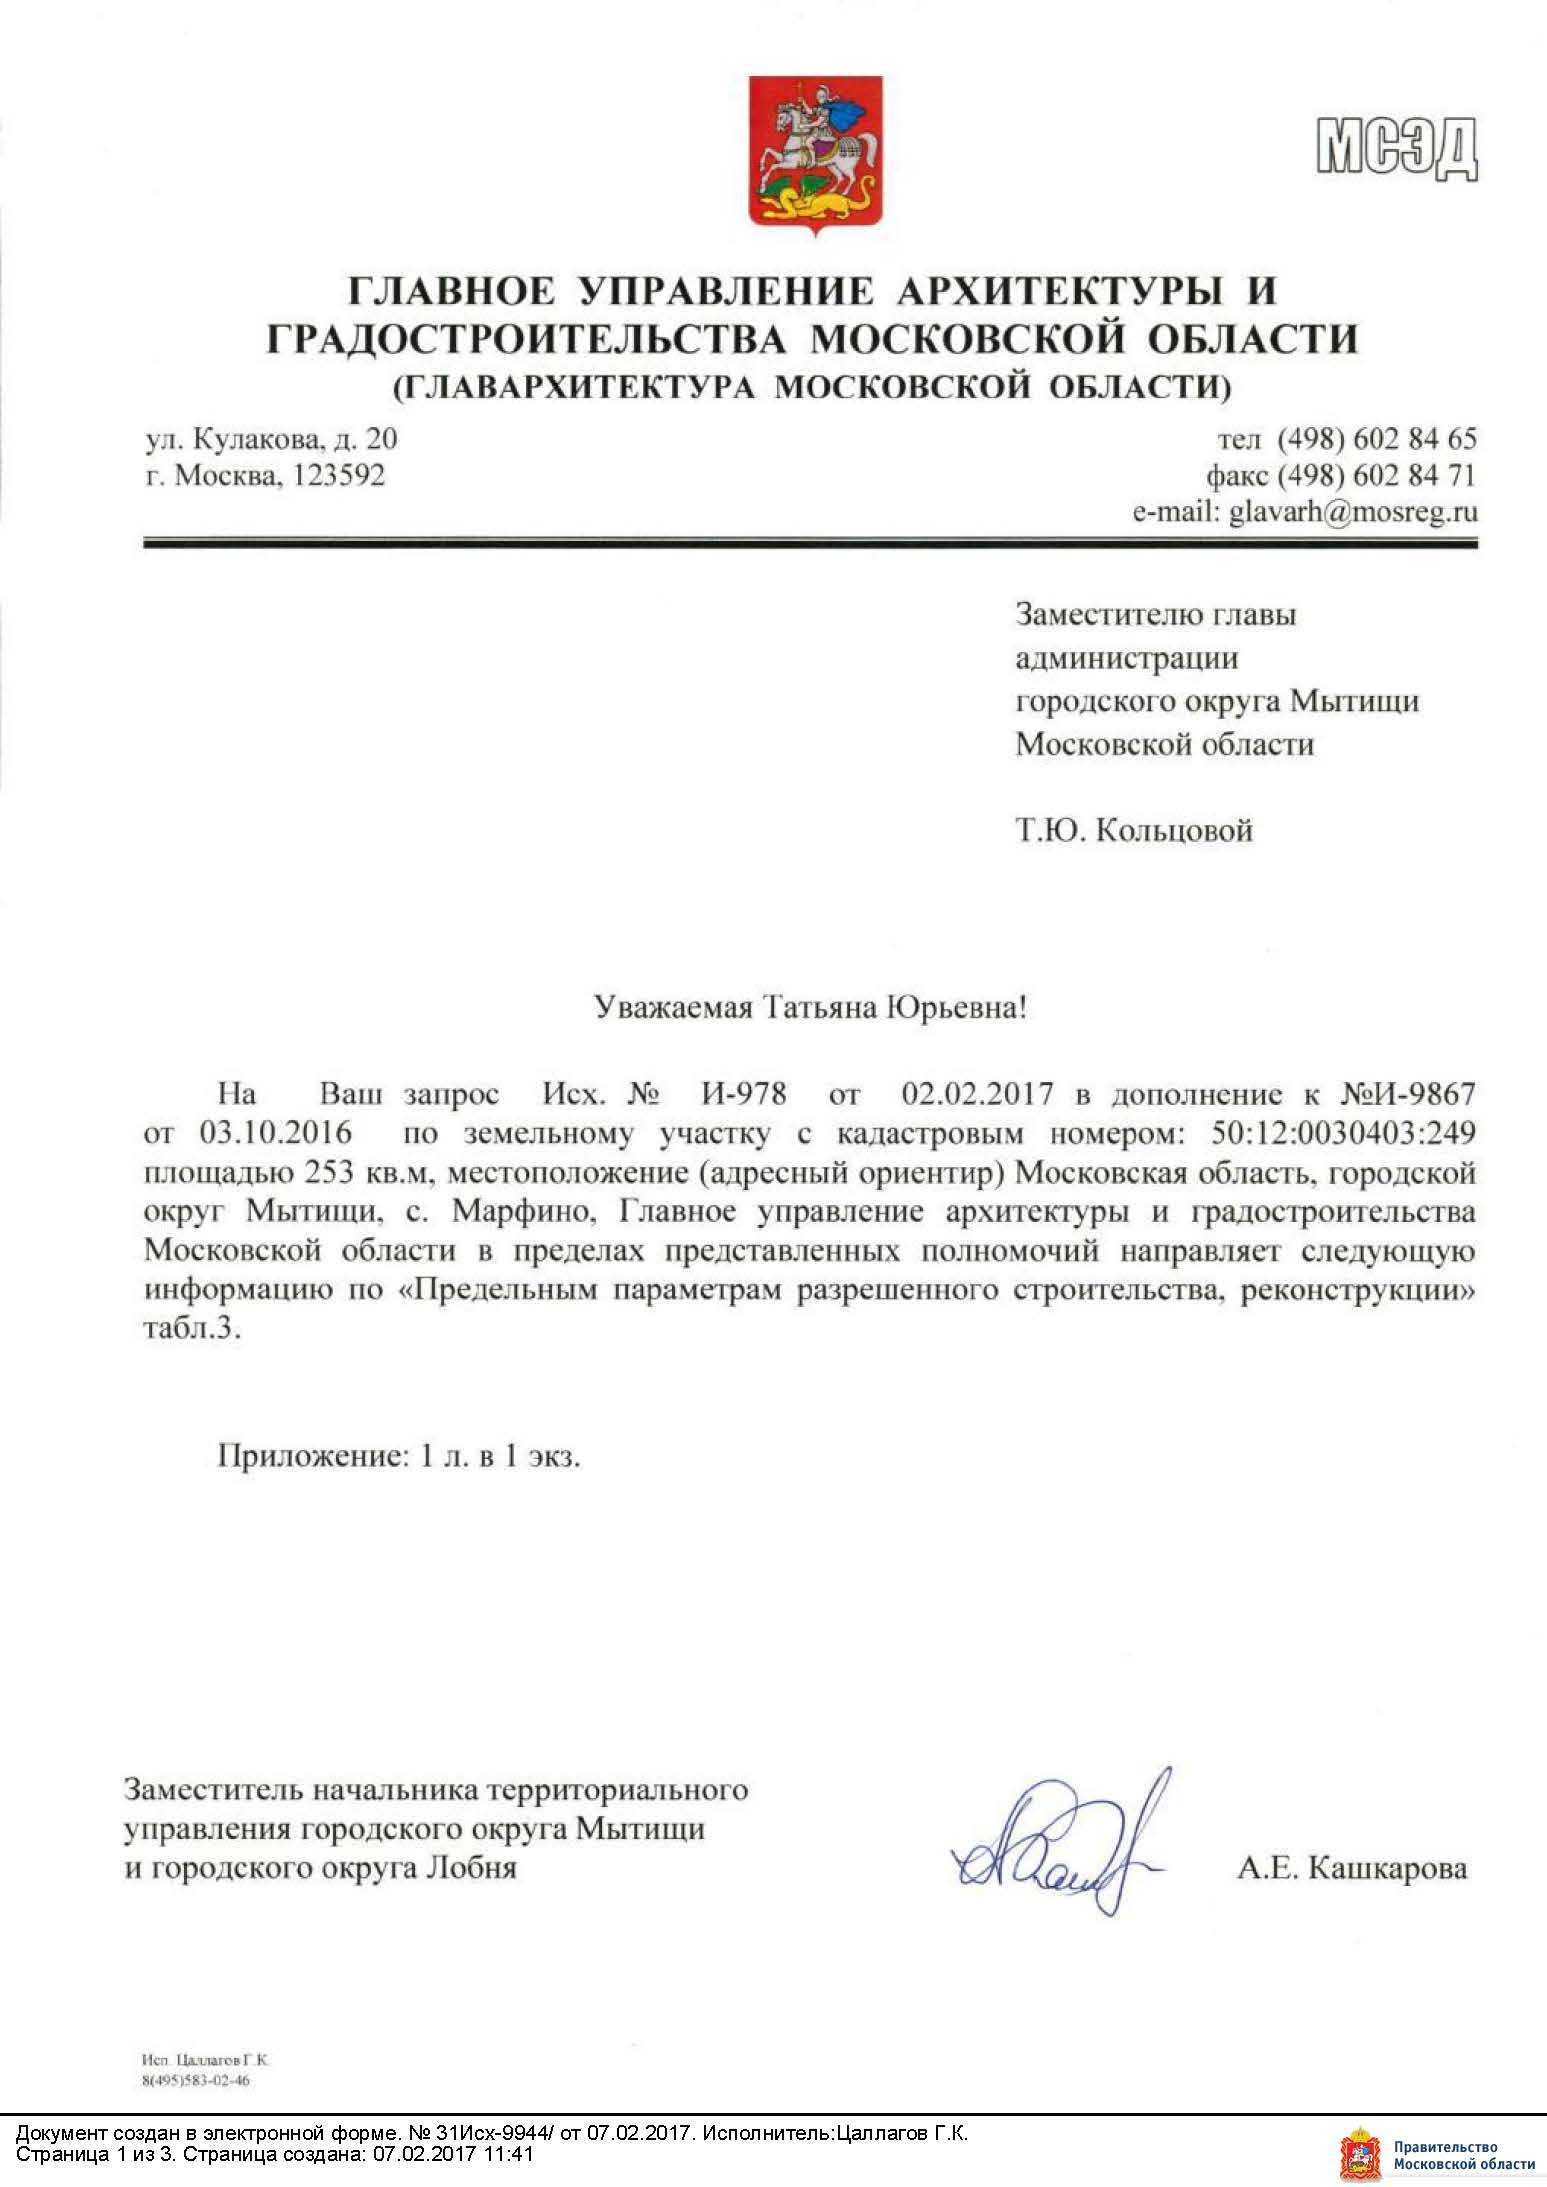 МСЭД
ГЛАВНОЕ УПРАВЛЕНИЕ АРХИТЕКТУРЫ И
ГРАДОСТРОИТЕЛЬСТВА МОСКОВСКОЙ ОБЛАСТИ
(ГЛАВАРХИТЕКТУРА МОСКОВСКОЙ ОБЛАСТИ)
ул. Кулакова, д. 20
г. Москва, 123592
тел (498) 602 84 65
факс (498) 602 84 71
e-mail: glavarh@mosreg.ru
Заместителю главы
администрации
городского округа Мытищи
Московской области
Т.Ю. Кольцовой
Уважаемая Татьяна Юрьевна!
На Ваш запрос Исх. № И-978 от 02.02.2017 в дополнение к №И-9867
от 03.10.2016 по земельному участку с кадастровым номером: 50:12:0030403:249
площадью 253 кв.м, местоположение (адресный ориентир) Московская область, городской
округ Мытищи, с. Марфино, Главное управление архитектуры и градостроительства
Московской области в пределах представленных полномочий направляет следующую
информацию по «Предельным параметрам разрешенного строительства, реконструкции»
табл.3.
Приложение: 1 л. в 1 экз.
Заместитель начальника территориального
управления городского округа Мытищи
и городского округа Лобня
А.Е. Кашкарова
Исп. Цаллагов Г.К.
8(495)583-02-46
Документ создан в электронной форме. № 31Исх-9944/ от 07.02.2017. Исполнитель:Цаллагов Г.К.
Страница 1 из 3. Страница создана: 07.02.2017 11:41
Правительство
Московской области